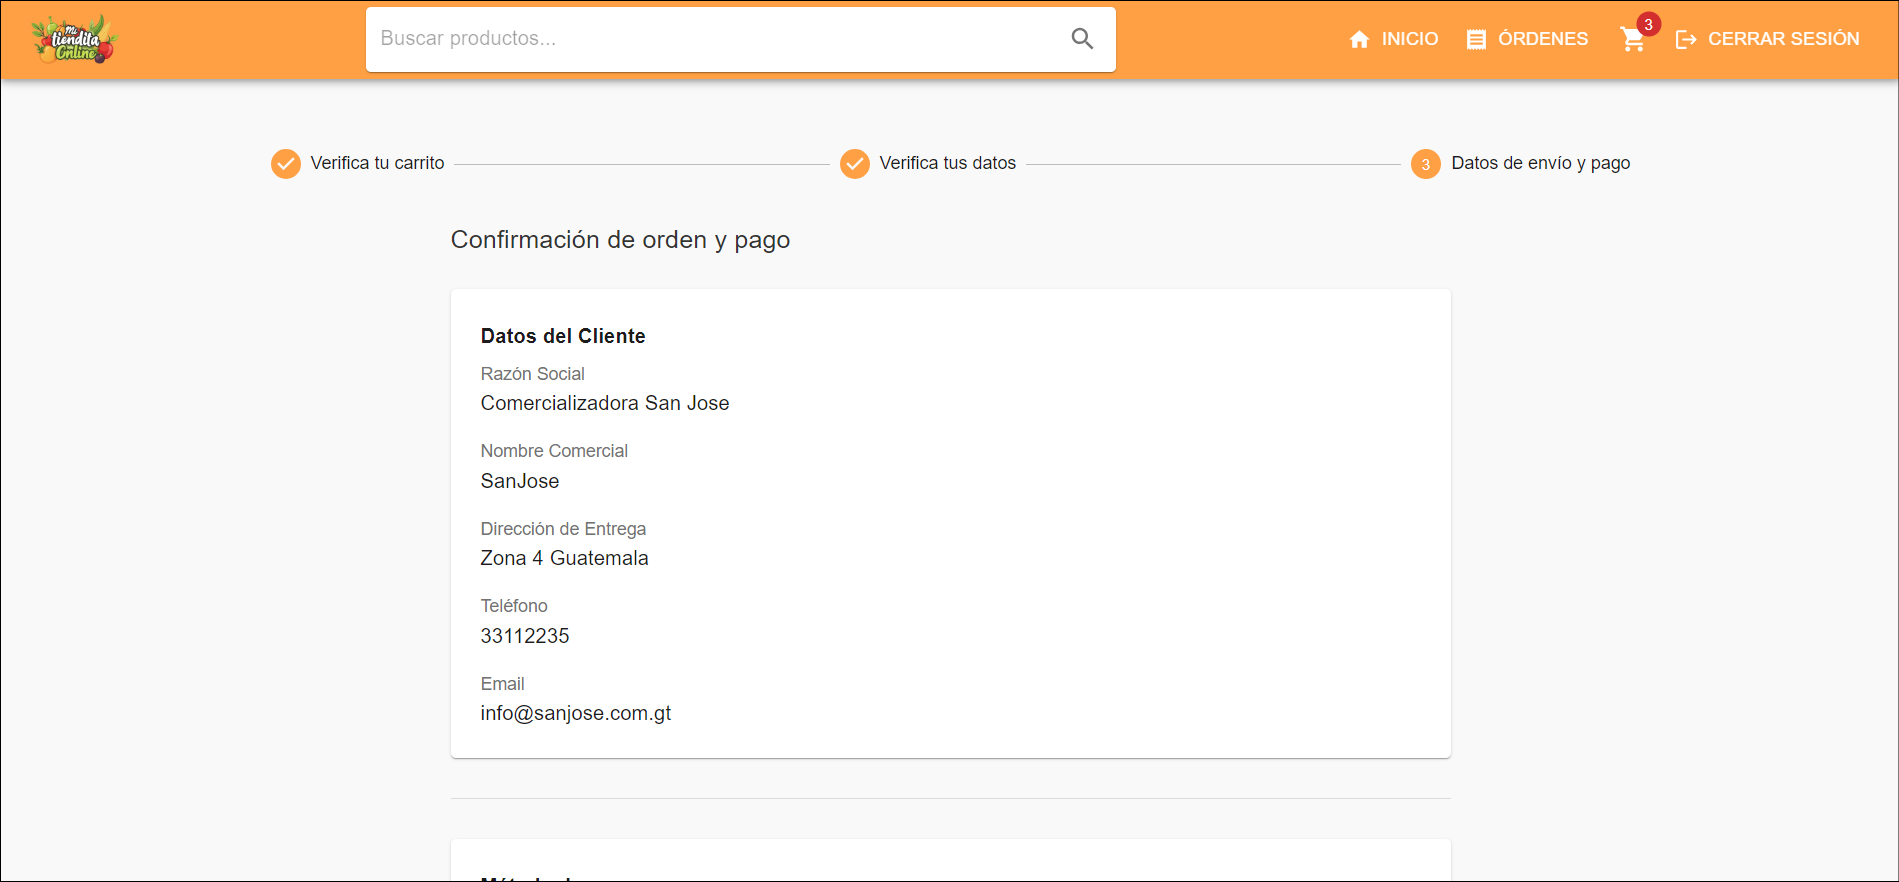 Mi
tiendita
Online
Buscar productos...
INICIO
ÓRDENES
3
CERRAR SESIÓN
Verifica tu carrito
Verifica tus datos
3
Datos de envío y pago
Confirmación de orden y pago
Datos del Cliente
Razón Social
Comercializadora San Jose
Nombre Comercial
SanJose
Dirección de Entrega
Zona 4 Guatemala
Teléfono
33112235
Email
info@sanjose.com.gt